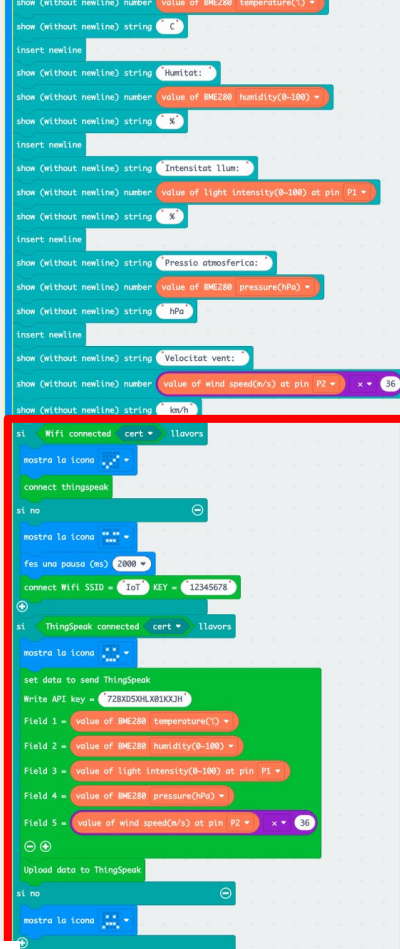 show (without newline) number value of BME280 temperature(℃)
show (without newline) string " C"
insert newline
show (without newline) string "Humitat: "
show (without newline) number value of BME280 humidity(0~100)
show (without newline) string " %"
insert newline
show (without newline) string "Intensitat llum: "
show (without newline) number value of light intensity(0~100) at pin P1
show (without newline) string " %"
insert newline
show (without newline) string "Pressio atmosferica: "
show (without newline) number value of BME280 pressure(hPa)
show (without newline) string " hPa"
insert newline
show (without newline) string "Velocitat vent: "
show (without newline) number value of wind speed(m/s) at pin P2 × 36
show (without newline) string " km/h"
si Wifi connected cert llavors
mostra la icona
connect thingspeak
si no
mostra la icona
fes una pausa (ms) 2000
connect Wifi SSID = "IoT" KEY = "12345678"
si ThingSpeak connected cert llavors
mostra la icona
set data to send ThingSpeak
Write API key = "72BXD5XHLX01KXJH"
Field 1 = value of BME280 temperature(℃)
Field 2 = value of BME280 humidity(0~100)
Field 3 = value of light intensity(0~100) at pin P1
Field 4 = value of BME280 pressure(hPa)
Field 5 = value of wind speed(m/s) at pin P2 × 36
Upload data to ThingSpeak
si no
mostra la icona